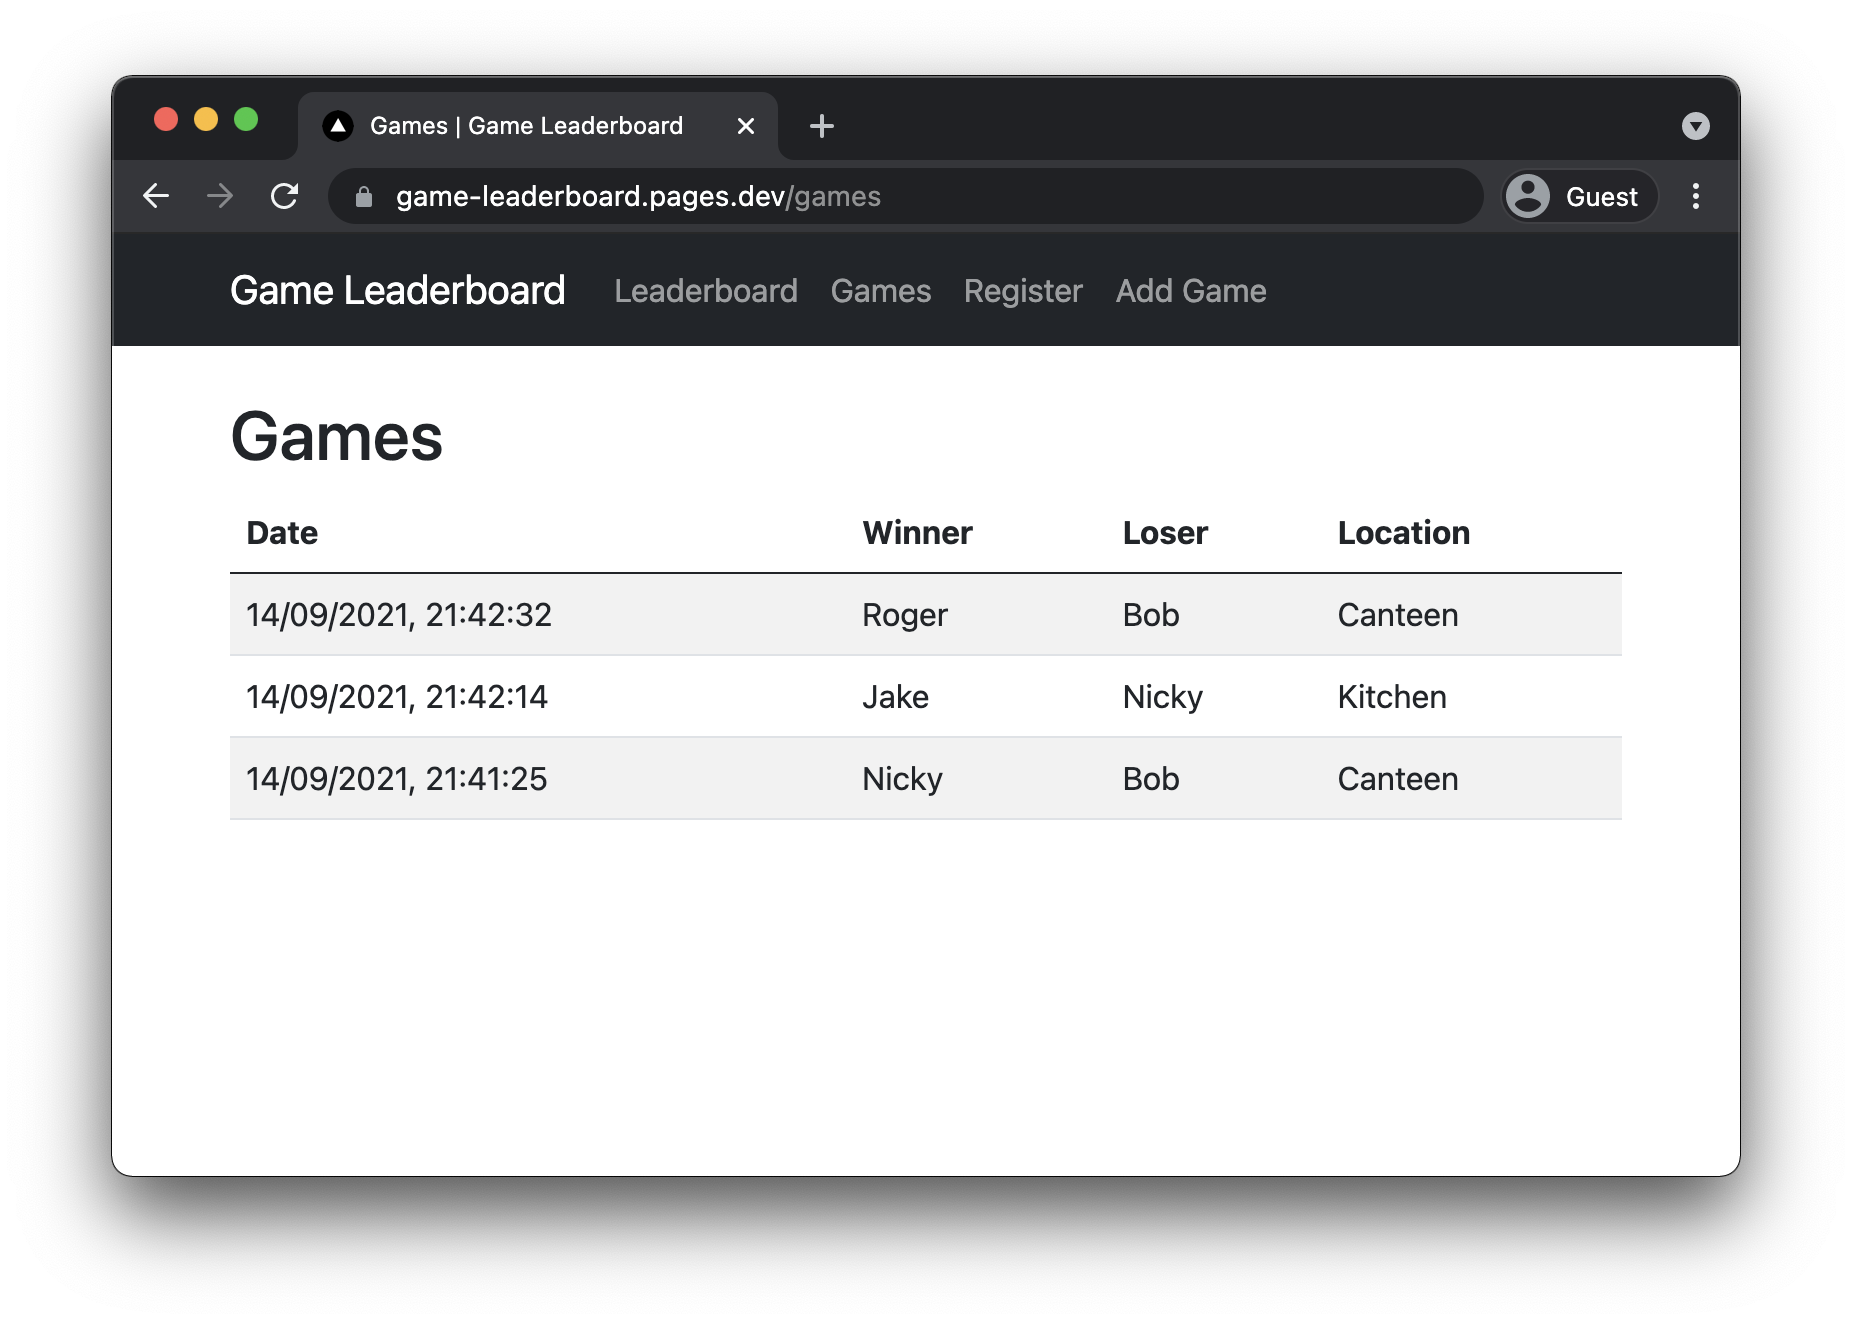 Games | Game Leaderboard
game-leaderboard.pages.dev/games Guest
Game Leaderboard Leaderboard Games Register Add Game
Games
Date Winner Loser Location
14/09/2021, 21:42:32 Roger Bob Canteen
14/09/2021, 21:42:14 Jake Nicky Kitchen
14/09/2021, 21:41:25 Nicky Bob Canteen